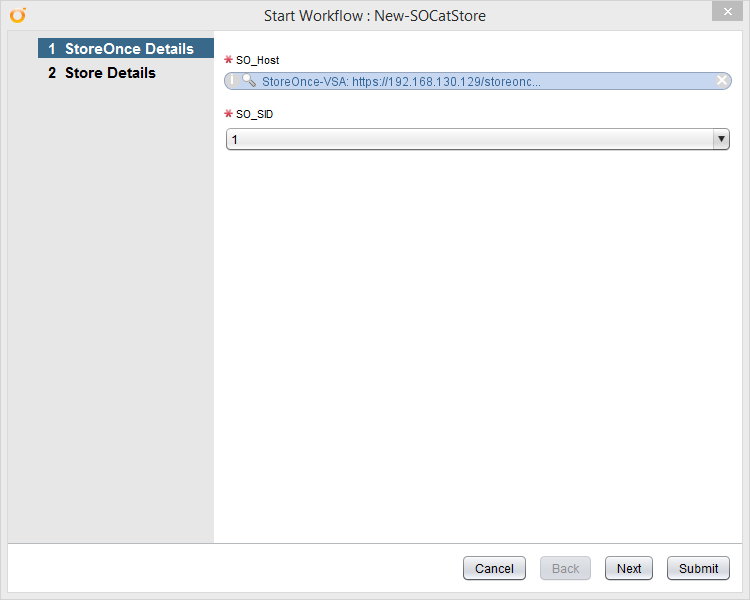 Start Workflow : New-SOCatStore
1 StoreOnce Details
2 Store Details
* SO_Host
StoreOnce-VSA: https://192.168.130.129/storeonc...
* SO_SID
1
Cancel
Back
Next
Submit